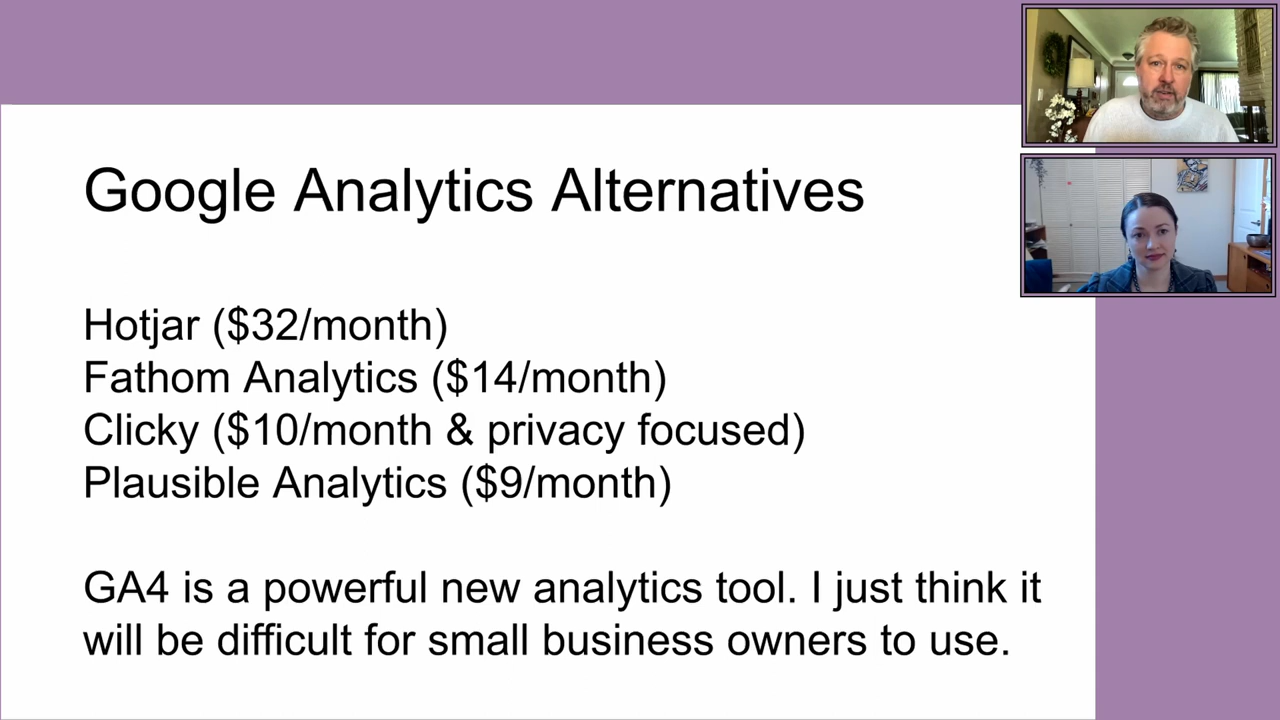 Google Analytics Alternatives
Hotjar ($32/month)
Fathom Analytics ($14/month)
Clicky ($10/month & privacy focused)
Plausible Analytics ($9/month)
GA4 is a powerful new analytics tool. I just think it
will be difficult for small business owners to use.